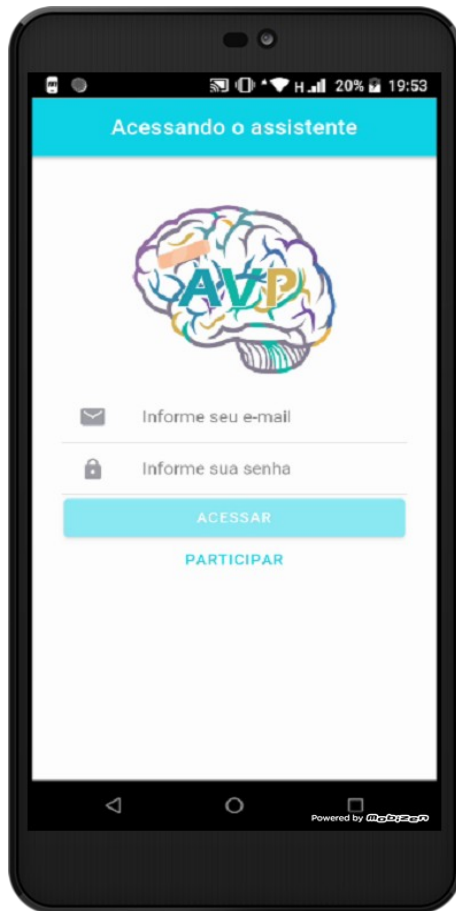 H 20% 19:53
Acessando o assistente
AVP
Informe seu e-mail
Informe sua senha
ACESSAR
PARTICIPAR
Powered by Mobizen